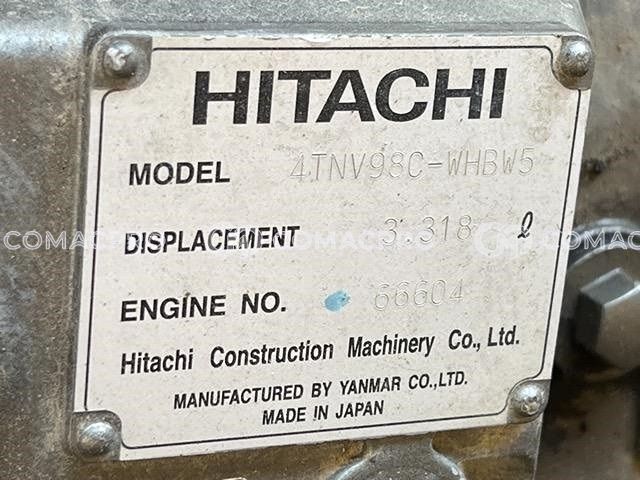 HITACHI
MODEL 4TNV98C-WHBW5
DISPLACEMENT 3.318 ℓ
ENGINE NO. 66604
Hitachi Construction Machinery Co., Ltd.
MANUFACTURED BY YANMAR CO.,LTD.
MADE IN JAPAN